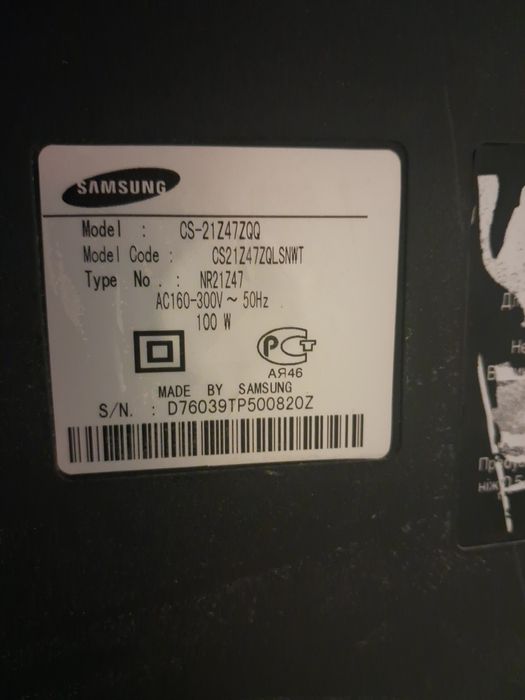 SAMSUNG
Model : CS-21Z47ZQQ
Model Code : CS21Z47ZQLSNWT
Type No . : NR21Z47
AC160-300V ~ 50Hz
100 W
РСТ
АЯ46
MADE BY SAMSUNG
S/N. : D76039TP500820Z